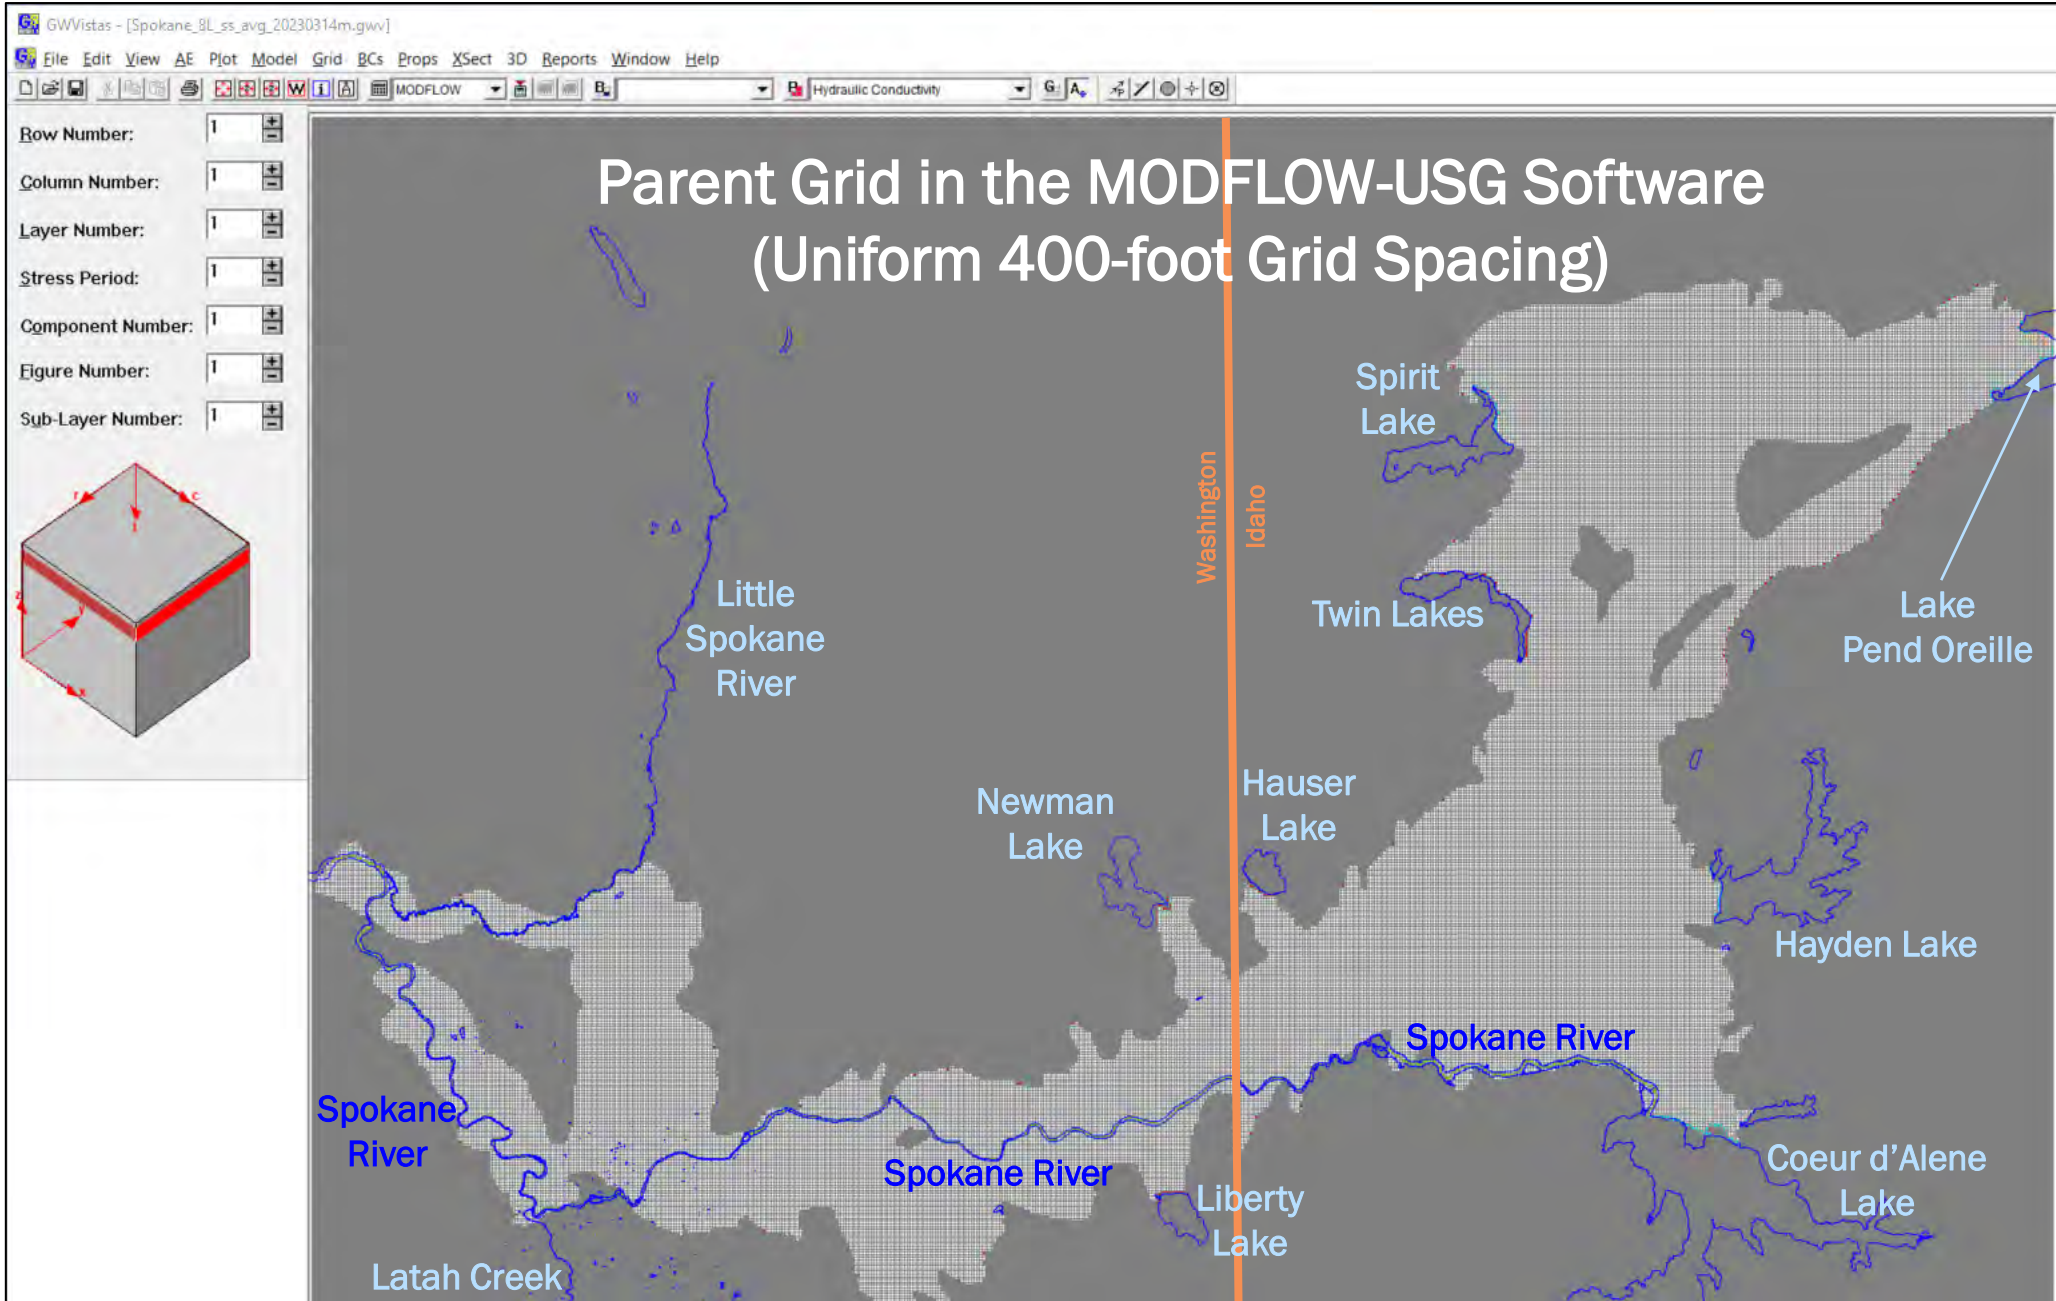 GWVistas - [Spokane_8L_ss_avg_20230314m.gwv]
File Edit View AE Plot Model Grid BCs Props XSect 3D Reports Window Help
MODFLOW
Hydraulic Conductivity
Row Number: 1
Column Number: 1
Layer Number: 1
Stress Period: 1
Component Number: 1
Figure Number: 1
Sub-Layer Number: 1
r
c
z
y
x
Parent Grid in the MODFLOW-USG Software
(Uniform 400-foot Grid Spacing)
Spirit
Lake
Washington
Idaho
Little
Spokane
River
Twin Lakes
Lake
Pend Oreille
Newman
Lake
Hauser
Lake
Hayden Lake
Spokane River
Spokane
River
Spokane River
Coeur d'Alene
Lake
Liberty
Lake
Latah Creek